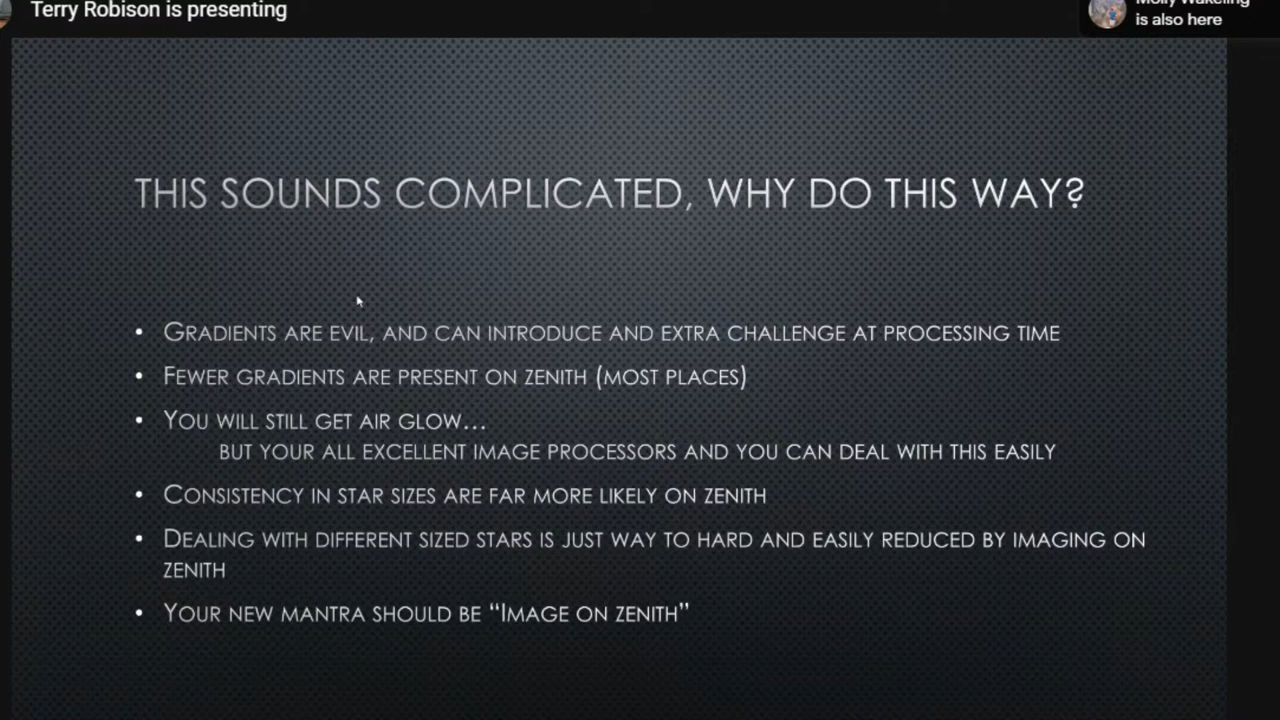 Terry Robison is presenting
Molly Wakeling
is also here
THIS SOUNDS COMPLICATED, WHY DO THIS WAY?
• GRADIENTS ARE EVIL, AND CAN INTRODUCE AND EXTRA CHALLENGE AT PROCESSING TIME
• FEWER GRADIENTS ARE PRESENT ON ZENITH (MOST PLACES)
• YOU WILL STILL GET AIR GLOW...
BUT YOUR ALL EXCELLENT IMAGE PROCESSORS AND YOU CAN DEAL WITH THIS EASILY
• CONSISTENCY IN STAR SIZES ARE FAR MORE LIKELY ON ZENITH
• DEALING WITH DIFFERENT SIZED STARS IS JUST WAY TO HARD AND EASILY REDUCED BY IMAGING ON
ZENITH
• YOUR NEW MANTRA SHOULD BE “IMAGE ON ZENITH”